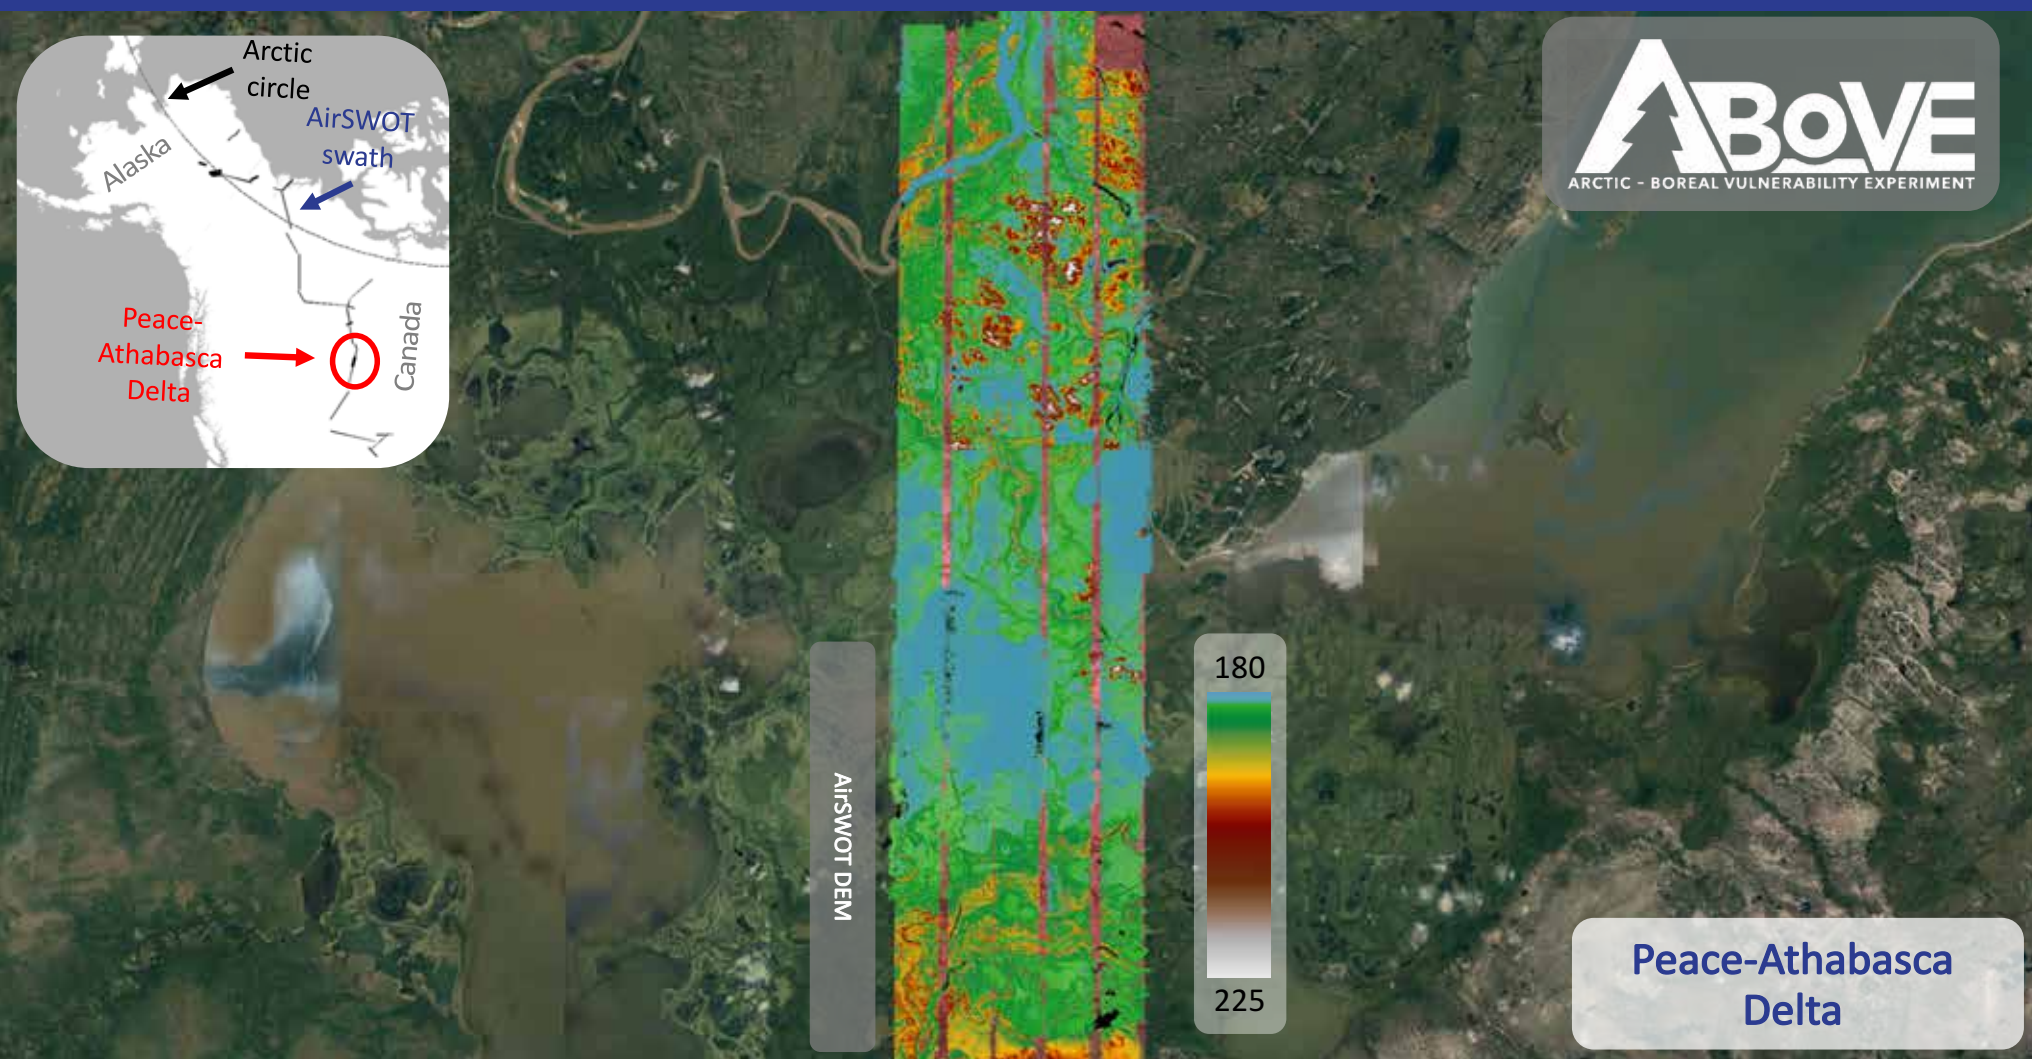 Arctic
circle
AirSWOT
swath
Alaska
Peace-
Athabasca
Delta
Canada
ABoVE
ARCTIC - BOREAL VULNERABILITY EXPERIMENT
AirSWOT DEM
180
225
Peace-Athabasca
Delta